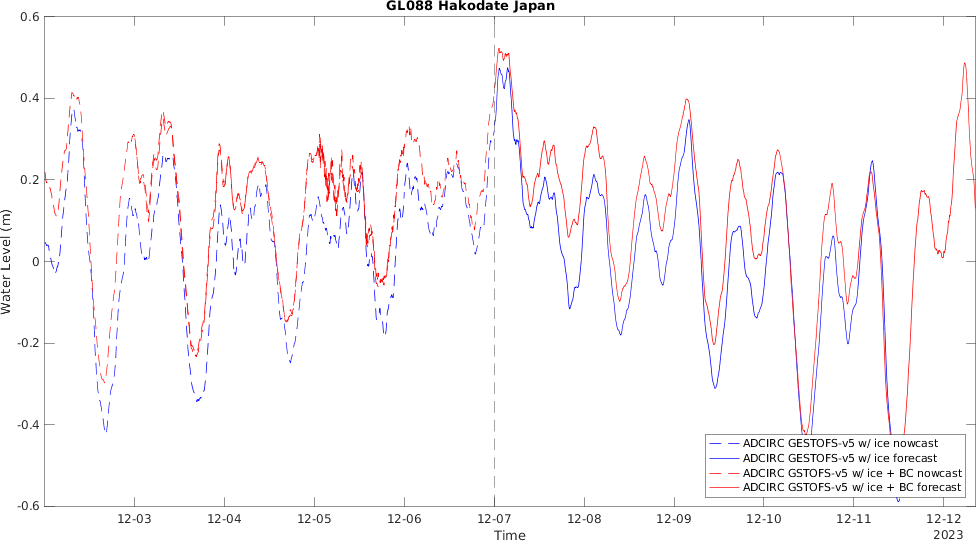 GL088 Hakodate Japan
0.6
0.4
0.2
0
-0.2
-0.4
-0.6
Water Level (m)
12-03
12-04
12-05
12-06
12-07
12-08
12-09
12-10
12-11
12-12
2023
Time
ADCIRC GESTOFS-v5 w/ ice nowcast
ADCIRC GESTOFS-v5 w/ ice forecast
ADCIRC GSTOFS-v5 w/ ice + BC nowcast
ADCIRC GSTOFS-v5 w/ ice + BC forecast